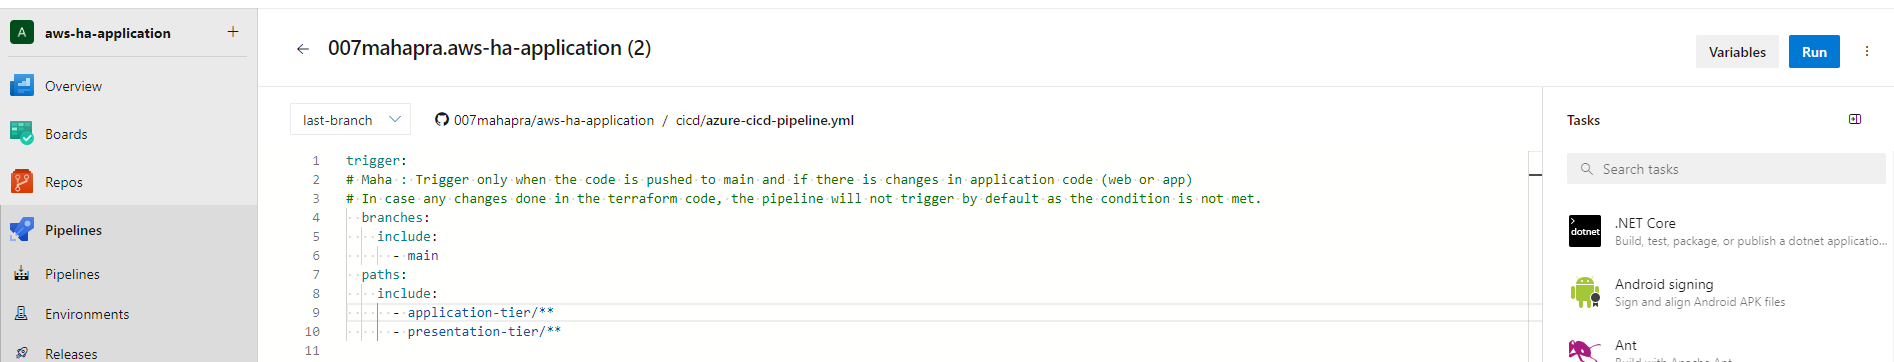 A aws-ha-application +
Overview
Boards
Repos
Pipelines
Pipelines
Environments
Releases
007mahapra.aws-ha-application (2)
Variables
Run
last-branch
007mahapra/aws-ha-application / cicd/azure-cicd-pipeline.yml
1 trigger:
2 # Maha : Trigger only when the code is pushed to main and if there is changes in application code (web or app)
3 # In case any changes done in the terraform code, the pipeline will not trigger by default as the condition is not met.
4   branches:
5     include:
6       - main
7   paths:
8     include:
9       - application-tier/**
10       - presentation-tier/**
11
Tasks
Search tasks
dotnet
.NET Core
Build, test, package, or publish a dotnet applicatio...
Android signing
Sign and align Android APK files
Ant
Build with Apache Ant